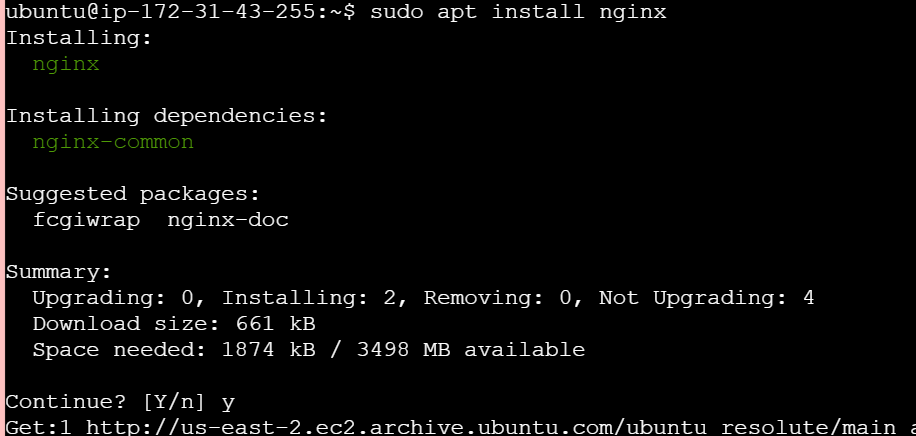 ubuntu@ip-172-31-43-255:~$ sudo apt install nginx
Installing:
nginx
Installing dependencies:
nginx-common
Suggested packages:
fcgiwrap nginx-doc
Summary:
Upgrading: 0, Installing: 2, Removing: 0, Not Upgrading: 4
Download size: 661 kB
Space needed: 1874 kB / 3498 MB available
Continue? [Y/n] y
Get:1 http://us-east-2.ec2.archive.ubuntu.com/ubuntu resolute/main a